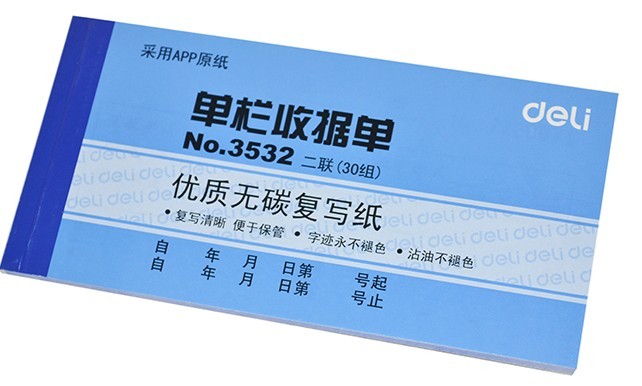 采用APP原纸
deli
单栏收据单
No.3532 二联(30组)
优质无碳复写纸
•复写清晰 便于保管 •字迹永不褪色 •沾油不褪色
自 年 月 日第 号起
自 年 月 日第 号止